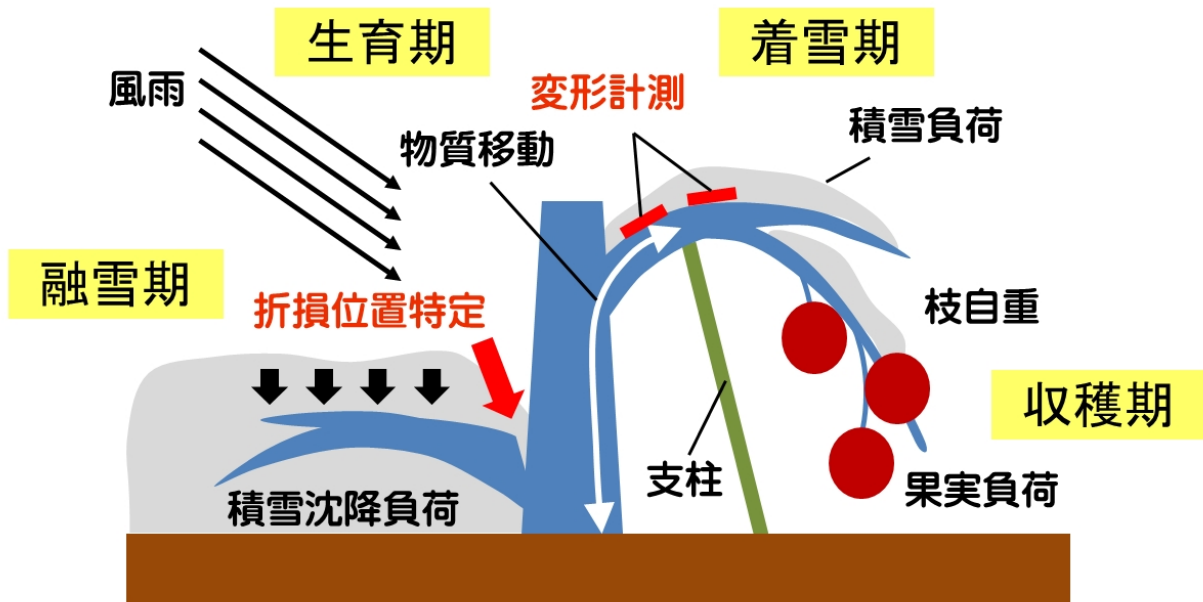 生育期
着雪期
風雨
変形計測
積雪負荷
物質移動
融雪期
折損位置特定
枝自重
収穫期
支柱
果実負荷
積雪沈降負荷